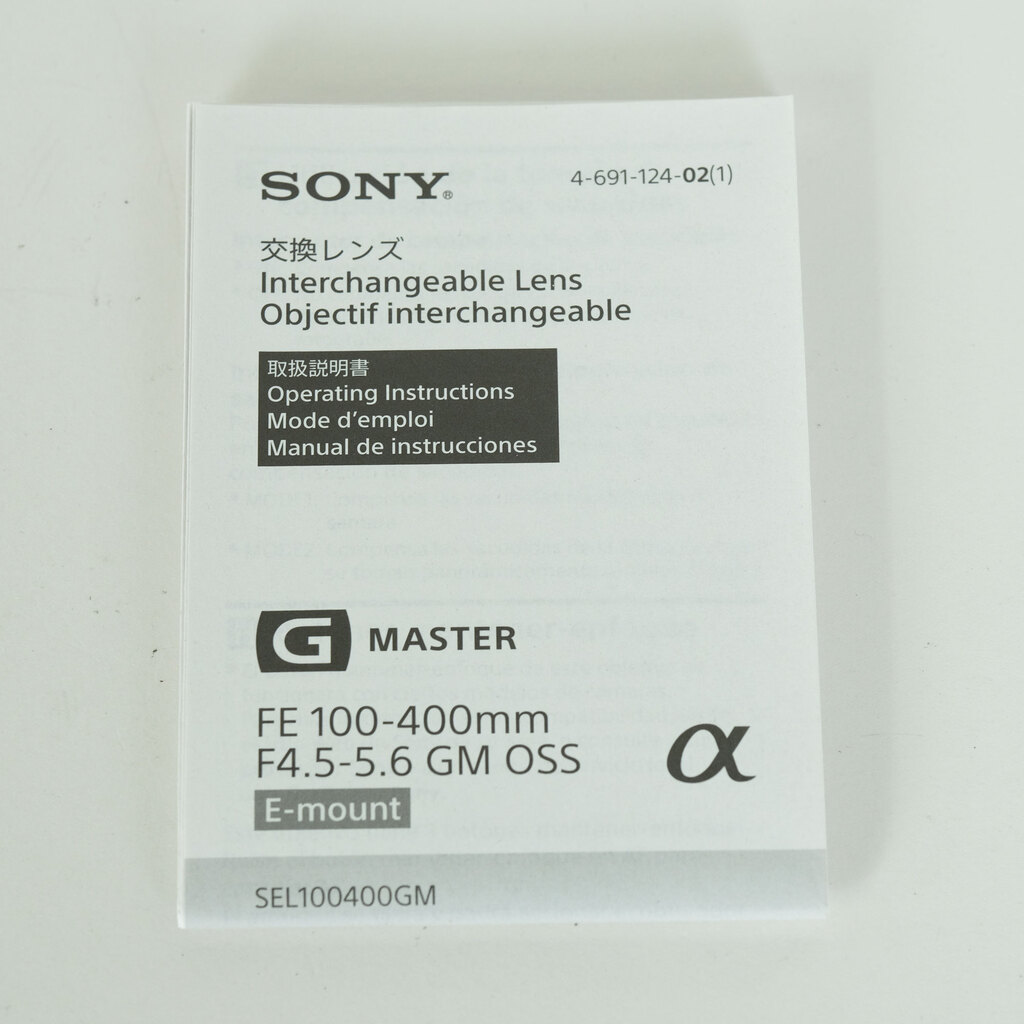 SONY®
4-691-124-02(1)
交換レンズ
Interchangeable Lens
Objectif interchangeable
取扱説明書
Operating Instructions
Mode d'emploi
Manual de instrucciones
G MASTER
FE 100-400mm
F4.5-5.6 GM OSS
α
E-mount
SEL100400GM